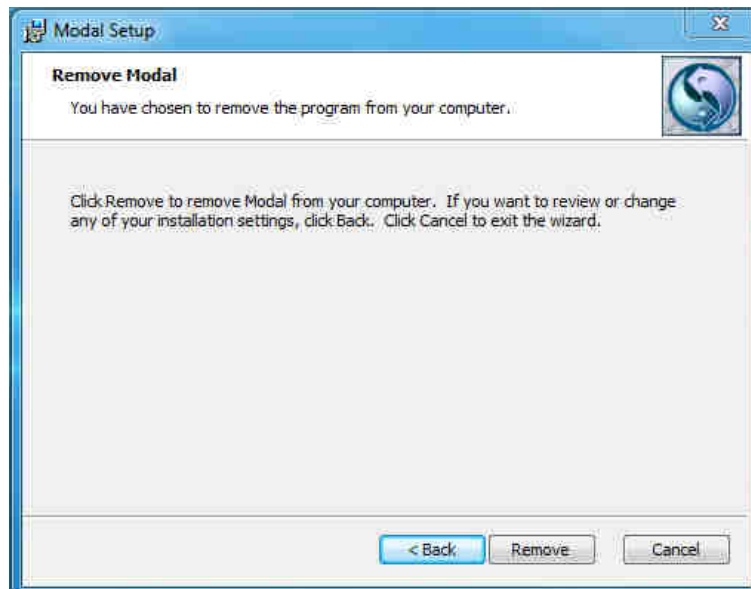 Modal Setup
Remove Modal
You have chosen to remove the program from your computer.
Click Remove to remove Modal from your computer.  If you want to review or change
any of your installation settings, click Back.  Click Cancel to exit the wizard.
< Back
Remove
Cancel